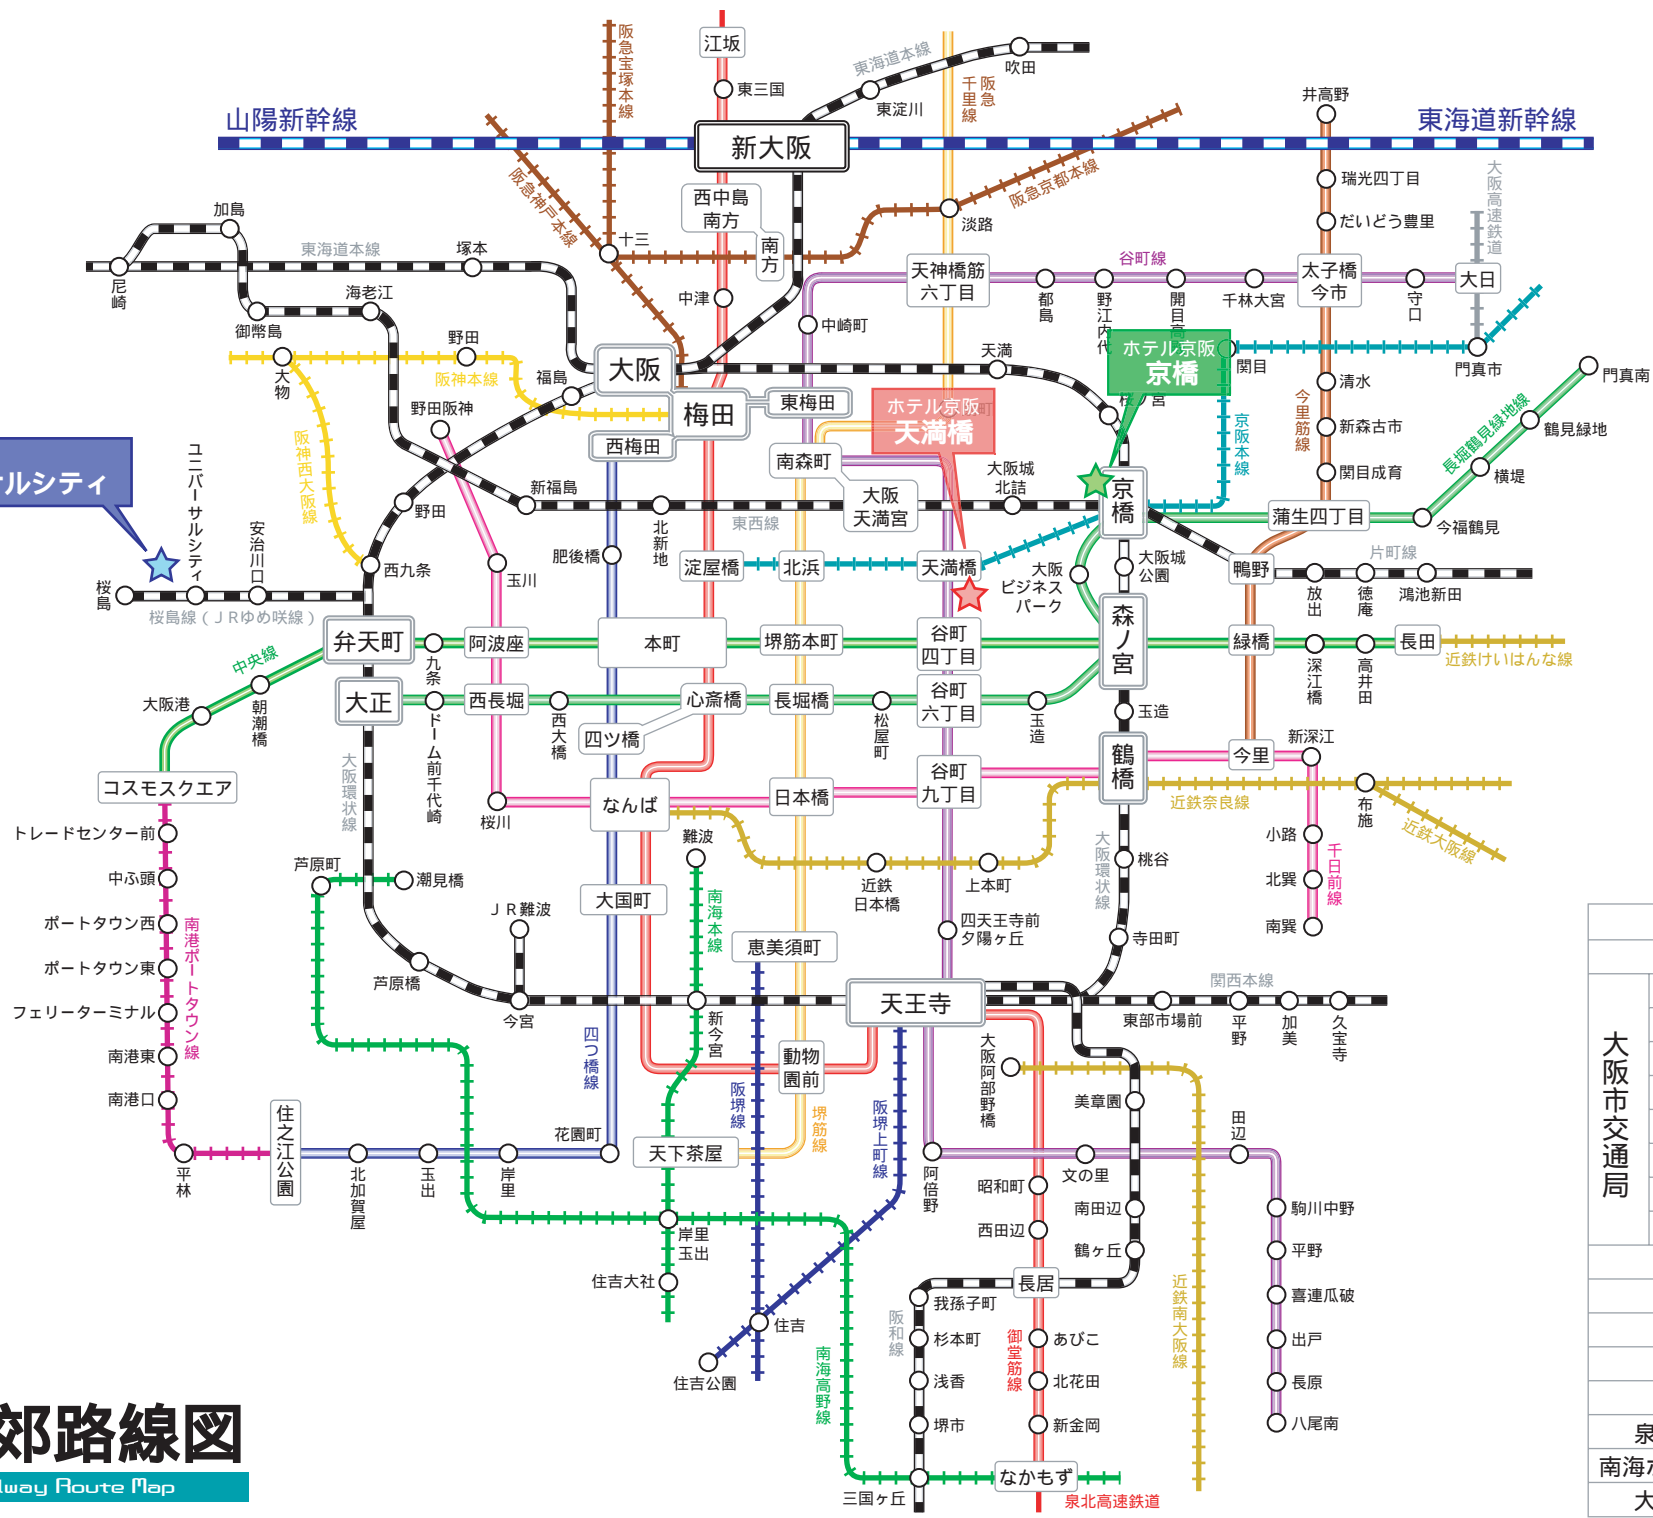 阪急宝塚本線
江坂
東三国
東海道本線
吹田
東淀川
阪急千里線
井高野
山陽新幹線
新大阪
東海道新幹線
瑞光四丁目
だいどう豊里
大阪高速鉄道
阪急神戸本線
西中島南方
南方
阪急京都本線
淡路
十三
加島
東海道本線
塚本
尼崎
御幣島
海老江
中津
中崎町
谷町線
天神橋筋六丁目
都島
野江内代
開目高
千林大宮
太子橋今市
守口
大日
門真市
門真南
野田
阪神本線
大物
福島
大阪
梅田
東梅田
西梅田
天満
ホテル京阪
京橋
関目
清水
今里筋線
新森古市
関目成育
京阪本線
長堀鶴見緑地線
鶴見緑地
横堤
今福鶴見
野田阪神
ホテル京阪
天満橋
宮
南森町
大阪天満宮
大阪城北詰
京橋
蒲生四丁目
阪神西大阪線
ルシティ
ユニバーサルシティ
安治川口
桜島
桜島線（ＪＲゆめ咲線）
西九条
野田
新福島
東西線
北新地
肥後橋
玉川
淀屋橋
北浜
天満橋
大阪ビジネスパーク
大阪城公園
片町線
鴫野
放出
徳庵
鴻池新田
弁天町
九条
阿波座
本町
堺筋本町
谷町四丁目
森ノ宮
緑橋
深江橋
高井田
長田
近鉄けいはんな線
中央線
大阪港
朝潮橋
コスモスクエア
大正
ドーム前千代崎
西長堀
西大橋
心斎橋
四ツ橋
長堀橋
谷町六丁目
松屋町
玉造
玉造
鶴橋
今里
新深江
大阪環状線
桜川
なんば
日本橋
谷町九丁目
近鉄奈良線
布施
近鉄大阪線
小路
千日前線
北巽
南巽
トレードセンター前
中ふ頭
ポートタウン西
ポートタウン東
フェリーターミナル
南港東
南港口
南港ポートタウン線
平林
住之江公園
芦原町
潮見橋
芦原橋
ＪＲ難波
難波
南海本線
大国町
恵美須町
近鉄日本橋
上本町
四天王寺前夕陽ヶ丘
大阪環状線
桃谷
寺田町
今宮
新今宮
天王寺
関西本線
東部市場前
平野
加美
久宝寺
大阪阿部野橋
美章園
四つ橋線
動物園前
阪堺線
堺筋線
阪堺上町線
天下茶屋
花園町
北加賀屋
玉出
岸里
岸里玉出
住吉大社
住吉
住吉公園
阿倍野
文の里
田辺
昭和町
西田辺
南田辺
鶴ヶ丘
長居
駒川中野
平野
喜連瓜破
出戸
長原
八尾南
近鉄南大阪線
我孫子町
阪和線
杉本町
浅香
堺市
三国ヶ丘
御堂筋線
あびこ
北花田
新金岡
なかもず
泉北高速鉄道
南海高野線
大阪市交通局
泉
南海
大
郊路線図
lway Route Map